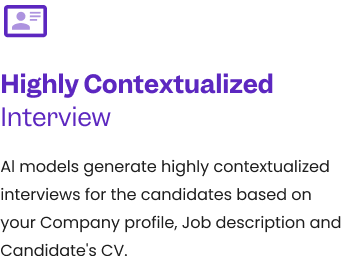 Highly Contextualized
Interview
AI models generate highly contextualized
interviews for the candidates based on
your Company profile, Job description and
Candidate's CV.